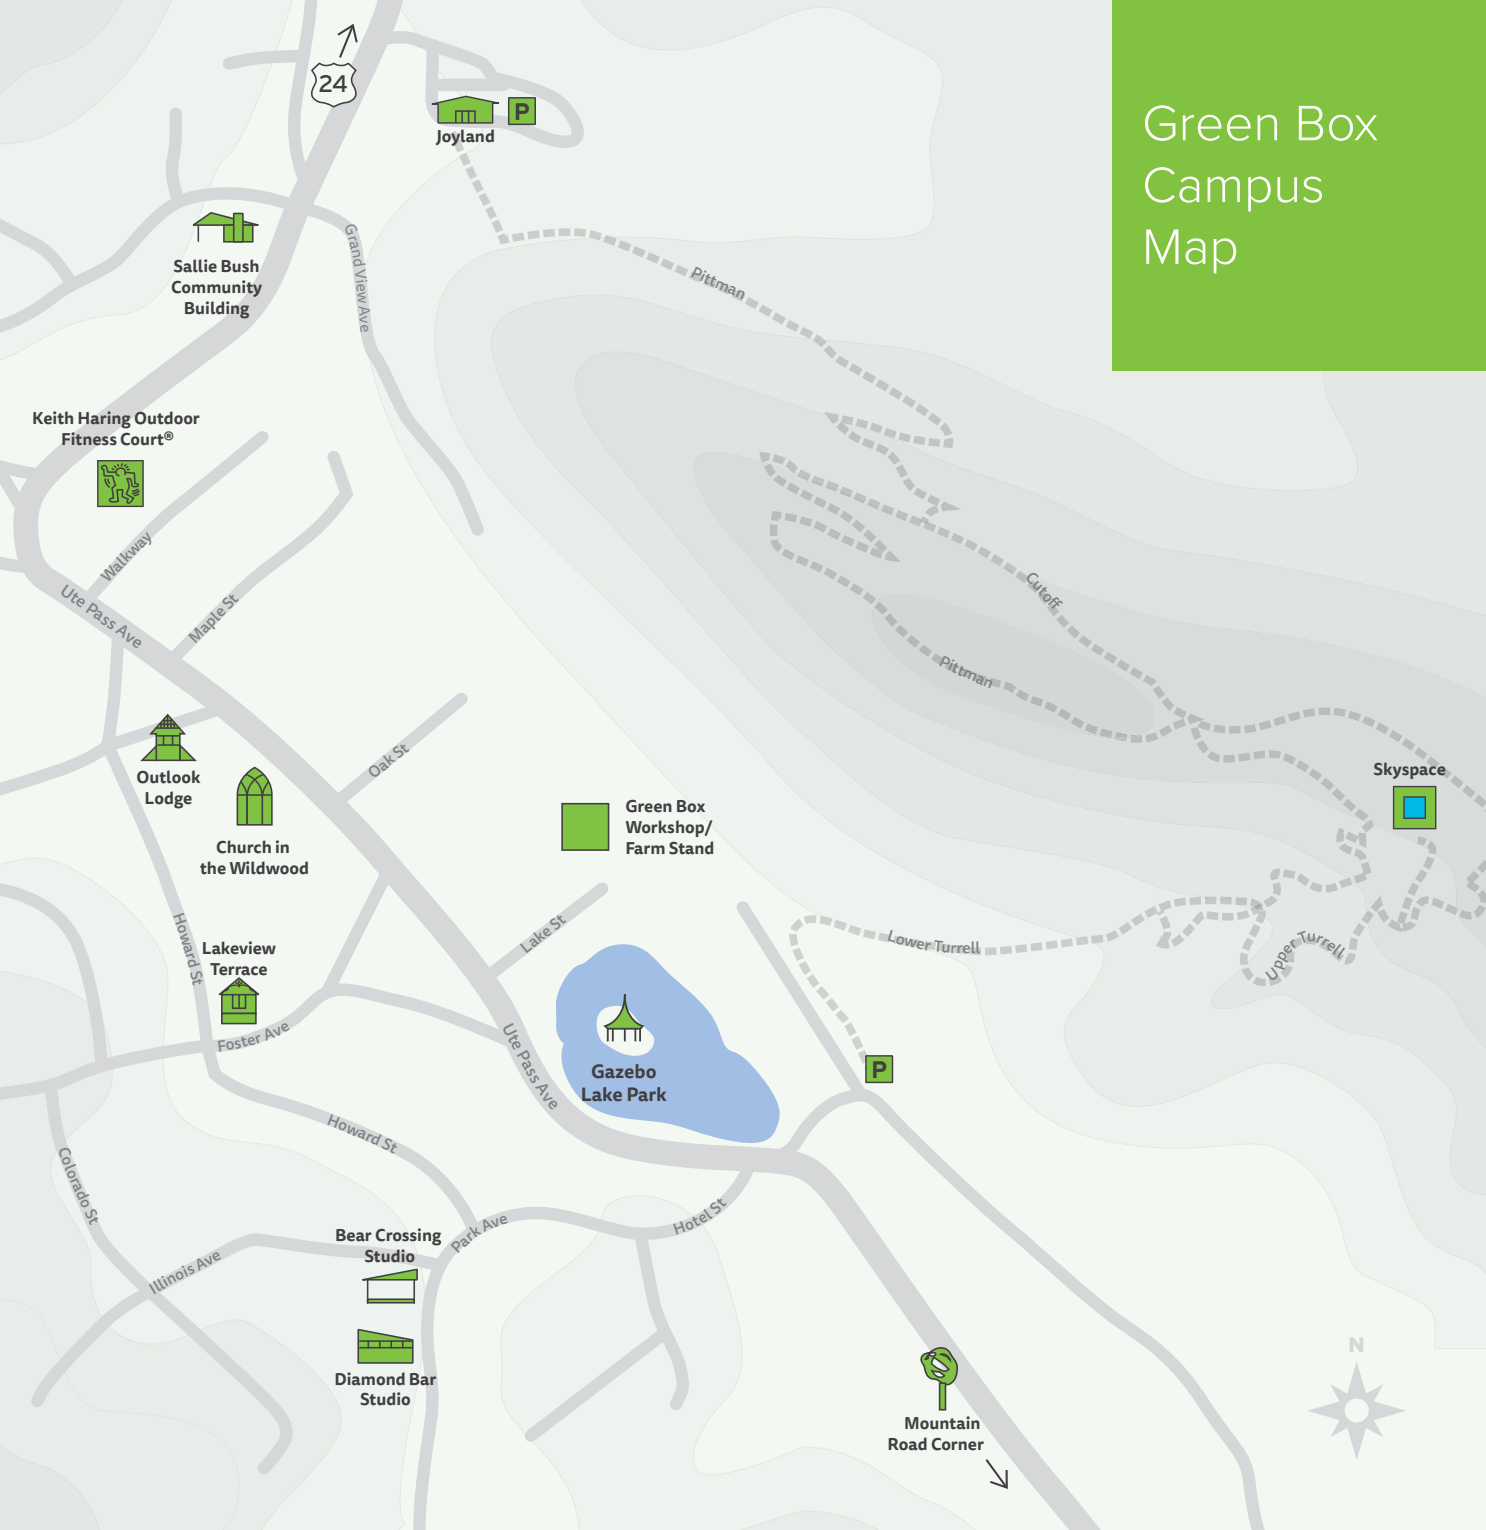 Green Box
Campus
Map
24
Joyland
P
Sallie Bush
Community
Building
Grand View Ave
Pittman
Keith Haring Outdoor
Fitness Court®
Walkway
Ute Pass Ave
Maple St
Cutoff
Pittman
Outlook
Lodge
Oak St
Skyspace
Church in
the Wildwood
Green Box
Workshop/
Farm Stand
Howard St
Lakeview
Terrace
Lake St
Lower Turrell
Upper Turrell
Foster Ave
Ute Pass Ave
Gazebo
Lake Park
P
Howard St
Colorado St
Illinois Ave
Bear Crossing
Studio
Park Ave
Hotel St
Diamond Bar
Studio
Mountain
Road Corner
N